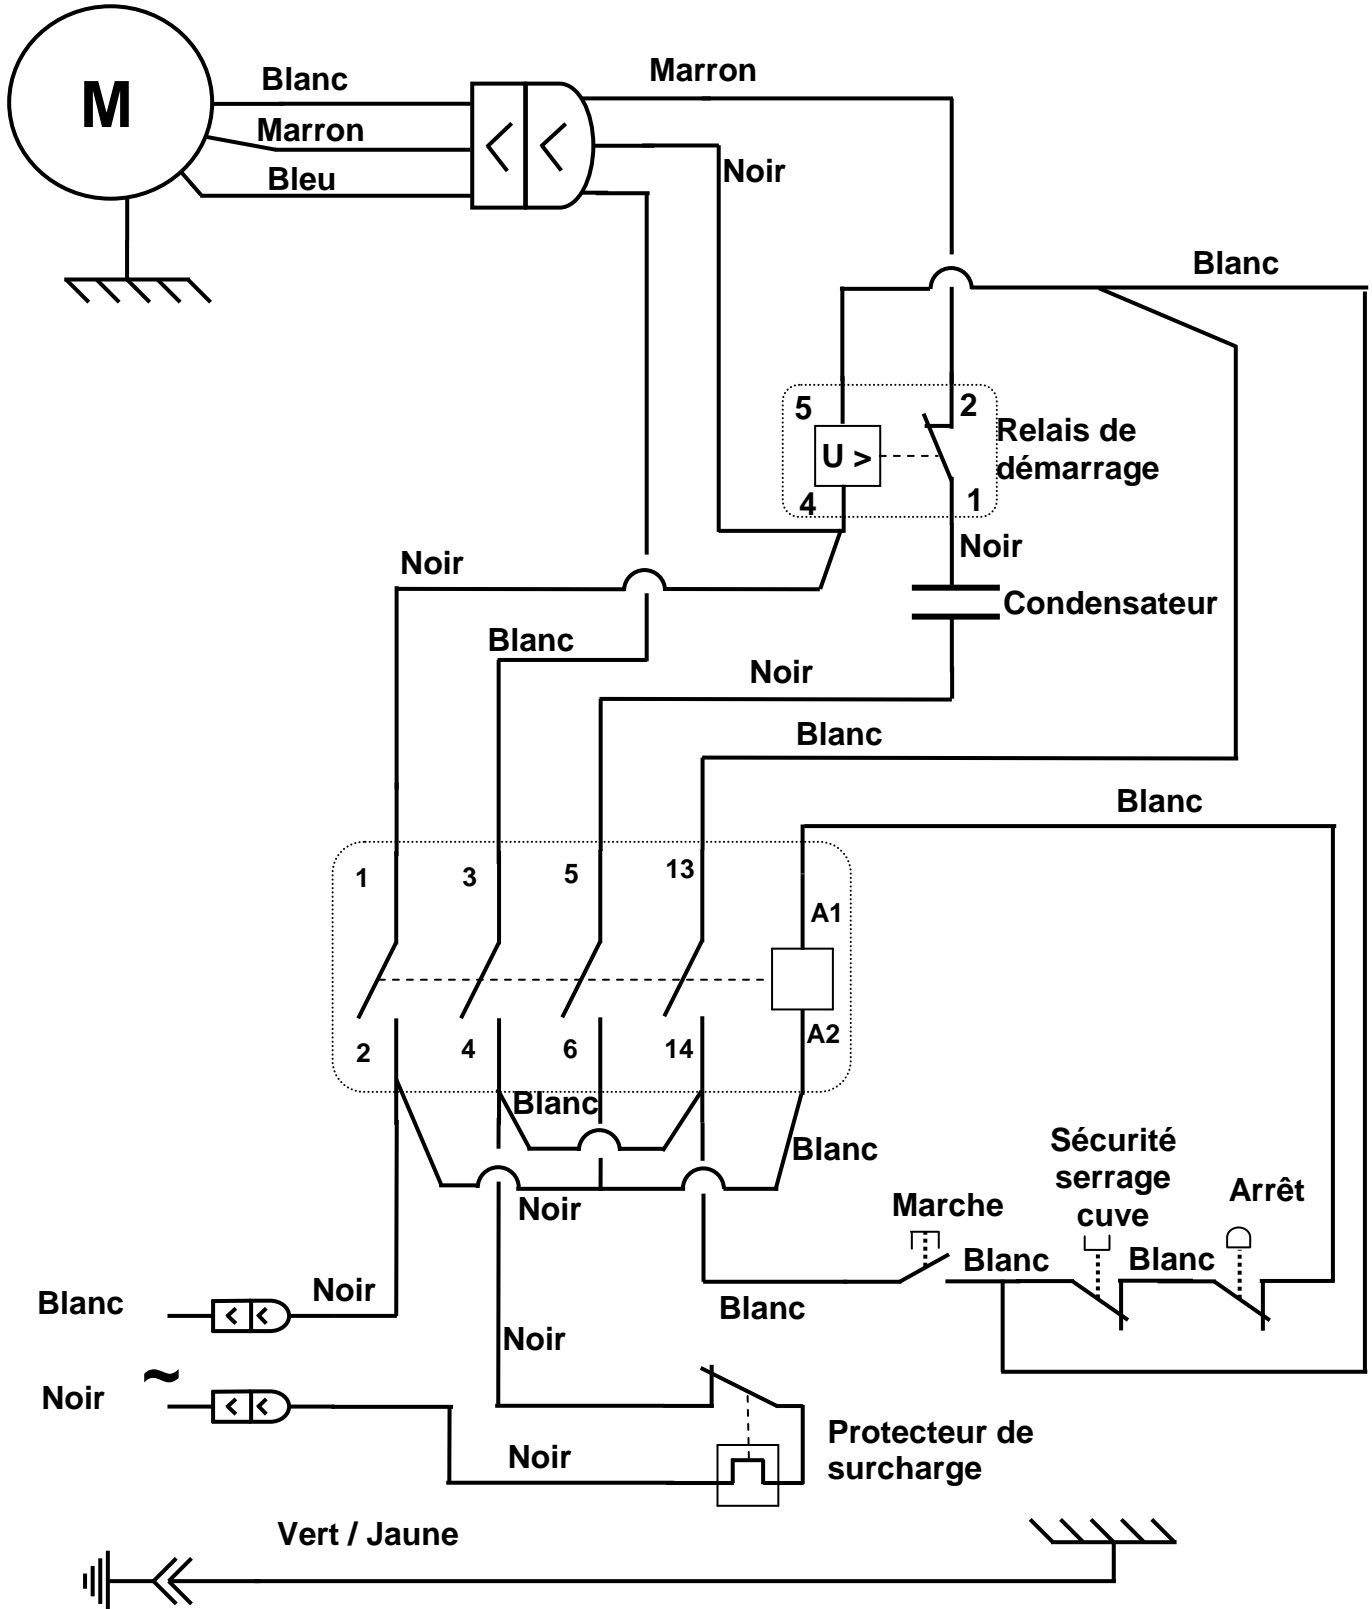 M
Blanc
Marron
Bleu
Marron
Noir
Blanc
5
2
U >
4
1
Relais de
démarrage
Noir
Noir
Condensateur
Blanc
Noir
Blanc
Blanc
1
3
5
13
A1
2
4
6
14
A2
Blanc
Blanc
Noir
Sécurité
serrage
cuve
Arrêt
Marche
Blanc
Blanc
Blanc
Noir
Blanc
Noir
~
Noir
Noir
Protecteur de
surcharge
Vert / Jaune